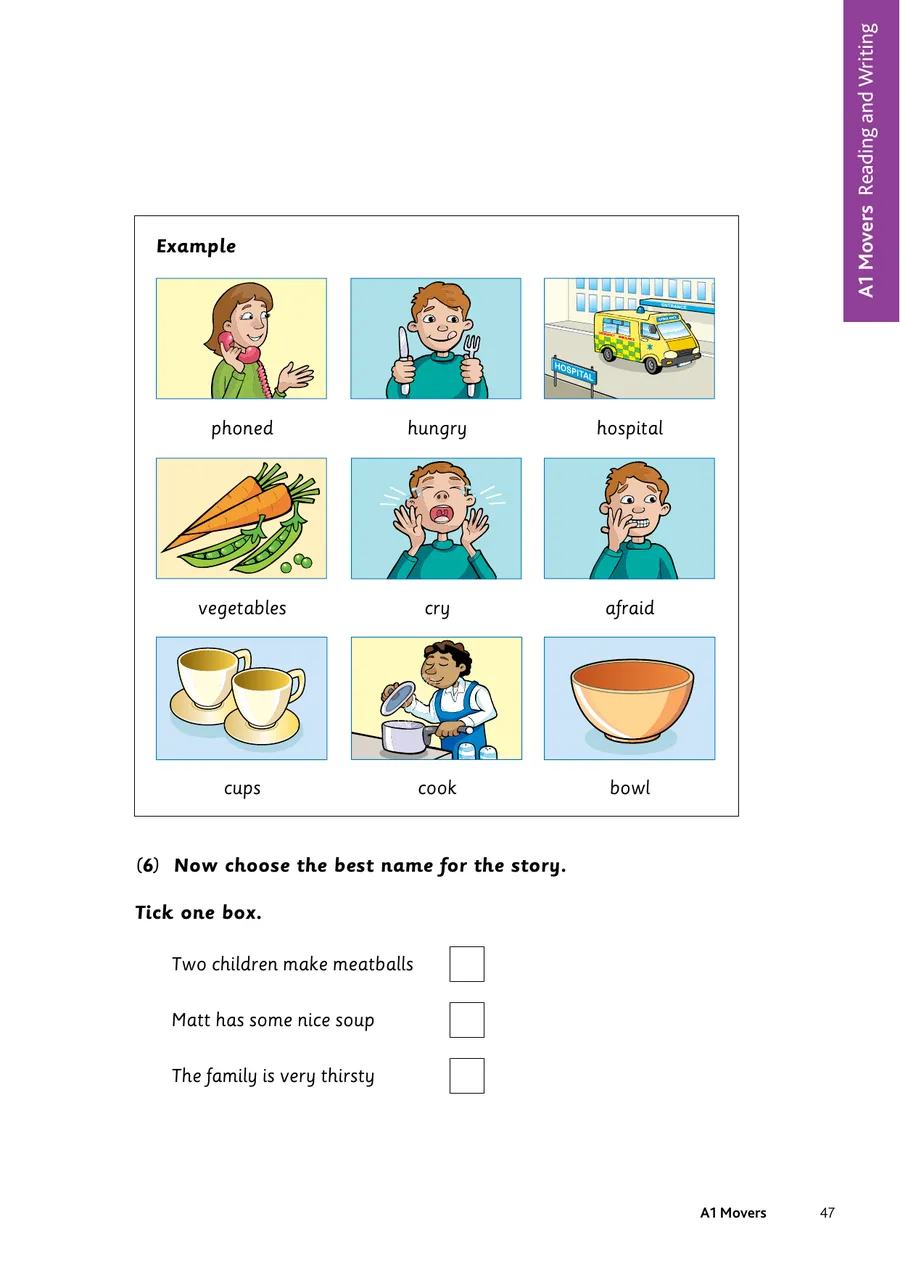 A1 Movers Reading and Writing
Example
phoned hungry hospital
ENTRANCE
AMBULANCE
HOSPITAL
vegetables cry afraid
cups cook bowl
(6) Now choose the best name for the story.
Tick one box.
Two children make meatballs
Matt has some nice soup
The family is very thirsty
A1 Movers 47